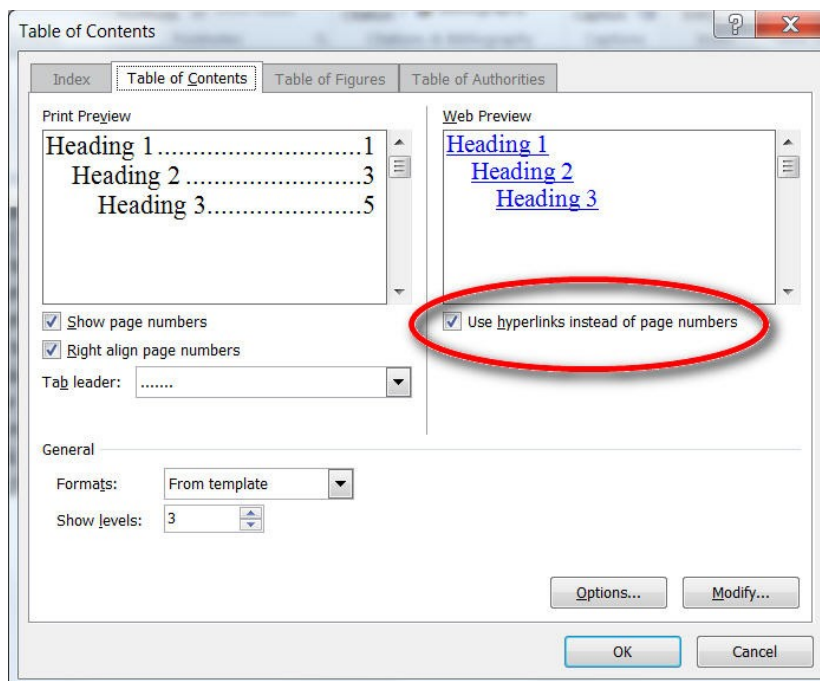 Table of Contents
Index
Table of Contents
Table of Figures
Table of Authorities
Print Preview
Heading 1..............................1
Heading 2..........................3
Heading 3......................5
Show page numbers
Right align page numbers
Tab leader: .......
Web Preview
Heading 1
Heading 2
Heading 3
Use hyperlinks instead of page numbers
General
Formats: From template
Show levels: 3
Options... Modify...
OK Cancel